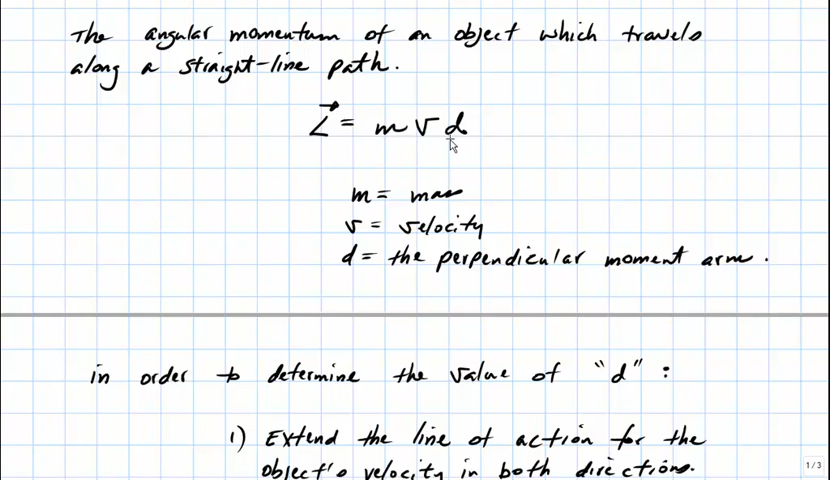 The angular momentum of an object which travels
along a straight-line path.
L⃗ = m v d
m = mass
v = velocity
d = the perpendicular moment arm.
in order to determine the value of "d" :
1) Extend the line of action for the
object's velocity in both directions.
1/3